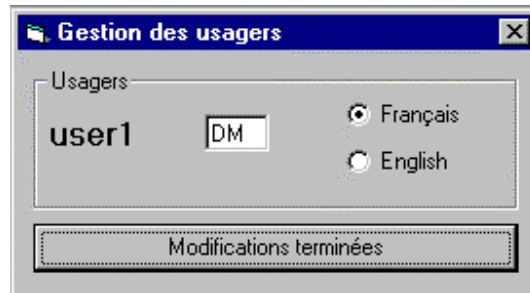 Gestion des usagers
Usagers
user1 DM
Français
English
Modifications terminées